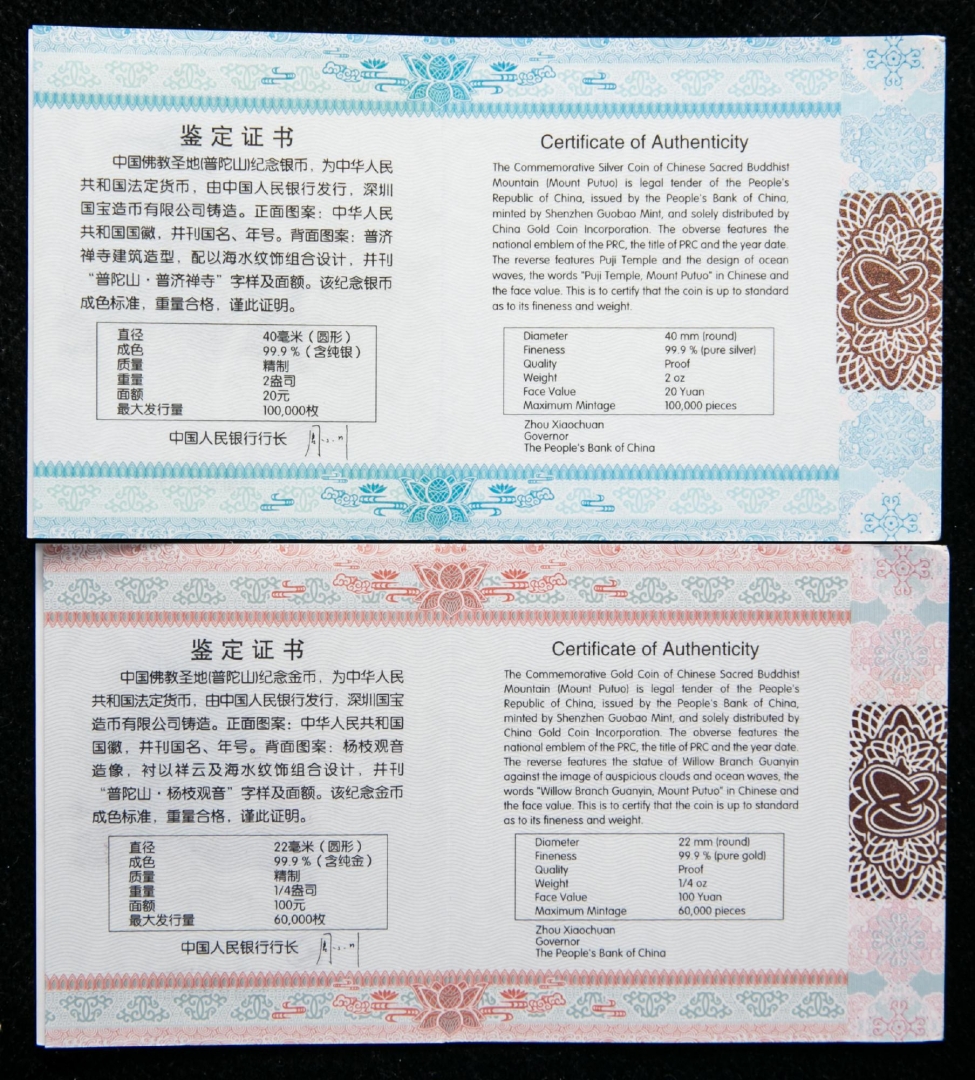 鉴定证书
中国佛教圣地(普陀山)纪念银币，为中华人民
共和国法定货币，由中国人民银行发行，深圳
国宝造币有限公司铸造。正面图案：中华人民
共和国国徽，并刊国名、年号。背面图案：普济
禅寺建筑造型，配以海水纹饰组合设计，并刊
“普陀山·普济禅寺”字样及面额。该纪念银币
成色标准，重量合格，谨此证明。
直径 40毫米（圆形）
成色 99.9％（含纯银）
质量 精制
重量 2盎司
面额 20元
最大发行量 100,000枚
中国人民银行行长
Certificate of Authenticity
The Commemorative Silver Coin of Chinese Sacred Buddhist
Mountain (Mount Putuo) is legal tender of the People's
Republic of China, issued by the People's Bank of China,
minted by Shenzhen Guobao Mint, and solely distributed by
China Gold Coin Incorporation. The obverse features the
national emblem of the PRC, the title of PRC and the year date.
The reverse features Puji Temple and the design of ocean
waves, the words "Puji Temple, Mount Putuo" in Chinese and
the face value. This is to certify that the coin is up to standard
as to its fineness and weight.
Diameter 40 mm (round)
Fineness 99.9 % (pure silver)
Quality Proof
Weight 2 oz
Face Value 20 Yuan
Maximum Mintage 100,000 pieces
Zhou Xiaochuan
Governor
The People's Bank of China
鉴定证书
中国佛教圣地(普陀山)纪念金币，为中华人民
共和国法定货币，由中国人民银行发行，深圳国宝
造币有限公司铸造。正面图案：中华人民共和国
国徽，并刊国名、年号。背面图案：杨枝观音
造像，衬以祥云及海水纹饰组合设计，并刊
“普陀山·杨枝观音”字样及面额。该纪念金币
成色标准，重量合格，谨此证明。
直径 22毫米（圆形）
成色 99.9％（含纯金）
质量 精制
重量 1/4盎司
面额 100元
最大发行量 60,000枚
中国人民银行行长
Certificate of Authenticity
The Commemorative Gold Coin of Chinese Sacred Buddhist
Mountain (Mount Putuo) is legal tender of the People's
Republic of China, issued by the People's Bank of China,
minted by Shenzhen Guobao Mint, and solely distributed by
China Gold Coin Incorporation. The obverse features the
national emblem of the PRC, the title of PRC and the year date.
The reverse features the statue of Willow Branch Guanyin
against the image of auspicious clouds and ocean waves, the
words "Willow Branch Guanyin, Mount Putuo" in Chinese and
the face value. This is to certify that the coin is up to standard
as to its fineness and weight.
Diameter 22 mm (round)
Fineness 99.9 % (pure gold)
Quality Proof
Weight 1/4 oz
Face Value 100 Yuan
Maximum Mintage 60,000 pieces
Zhou Xiaochuan
Governor
The People's Bank of China